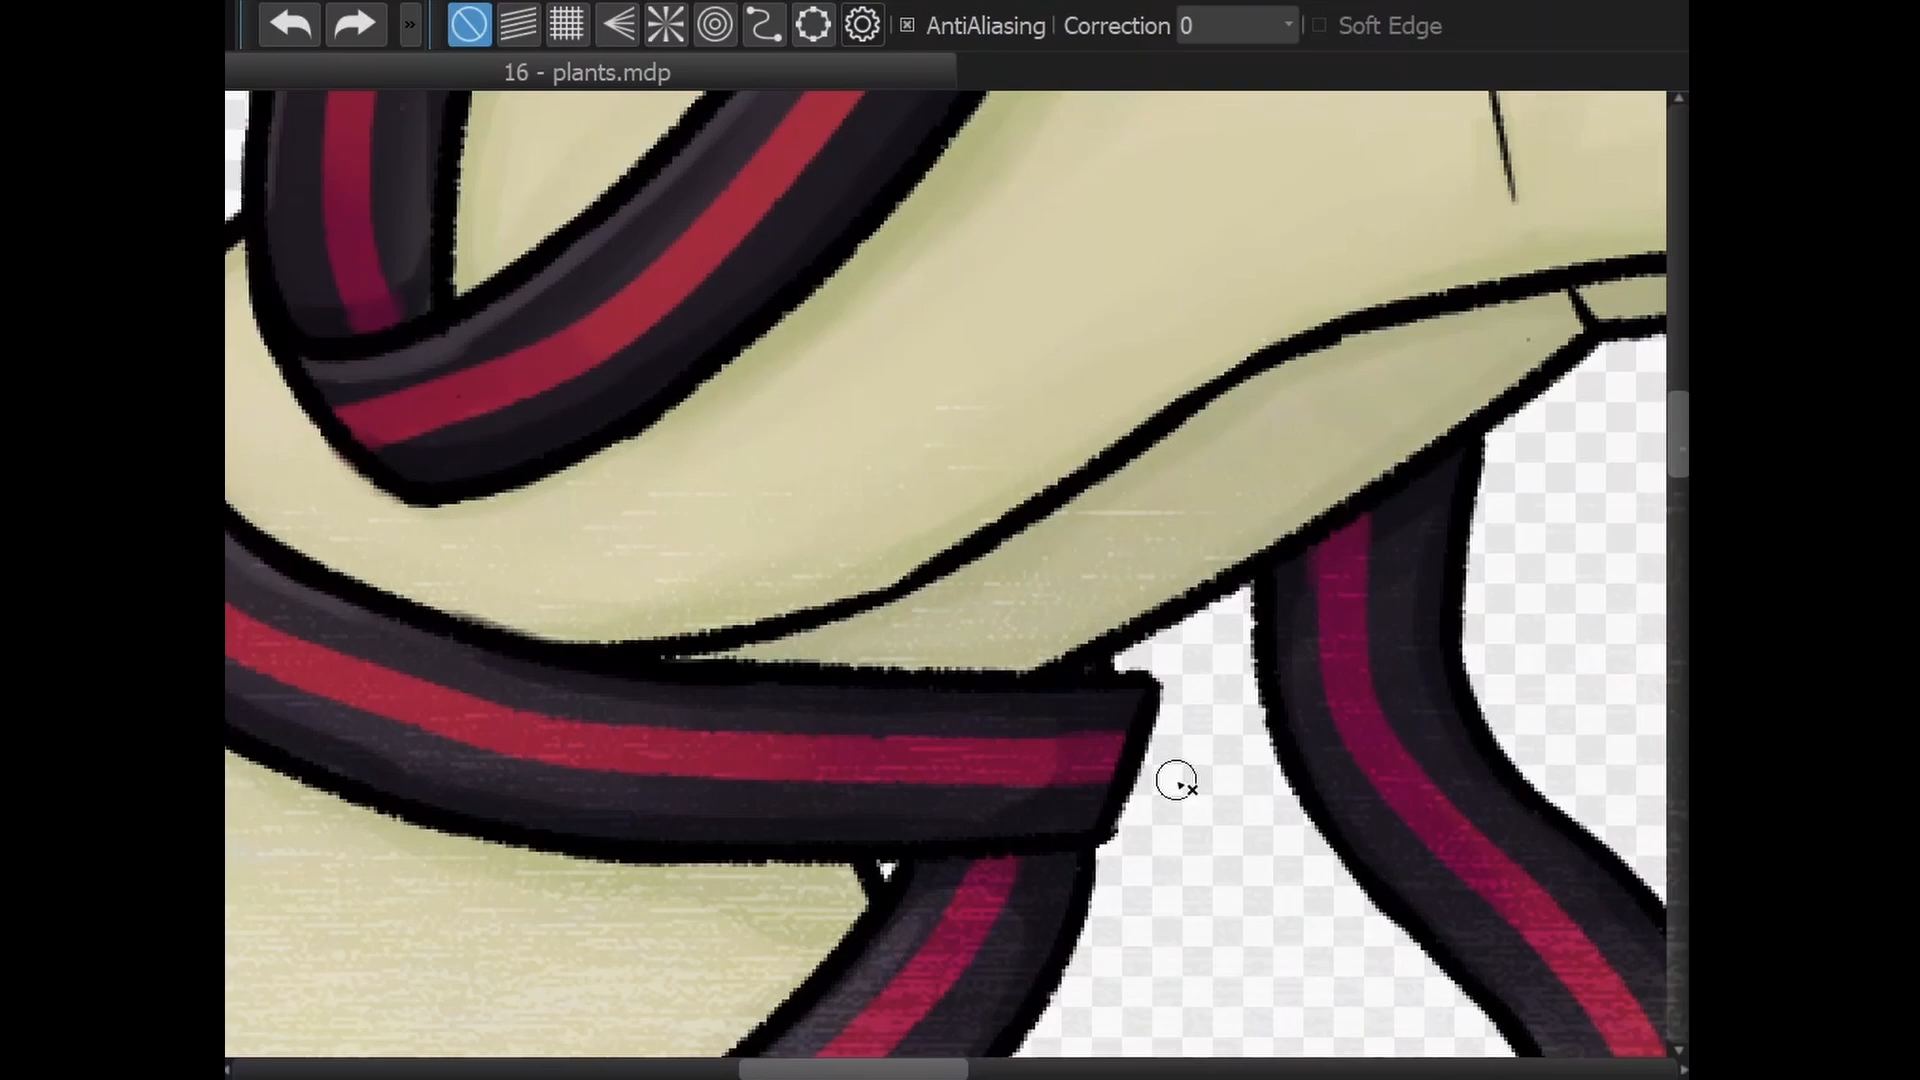 » AntiAliasing Correction 0 Soft Edge
16 - plants.mdp